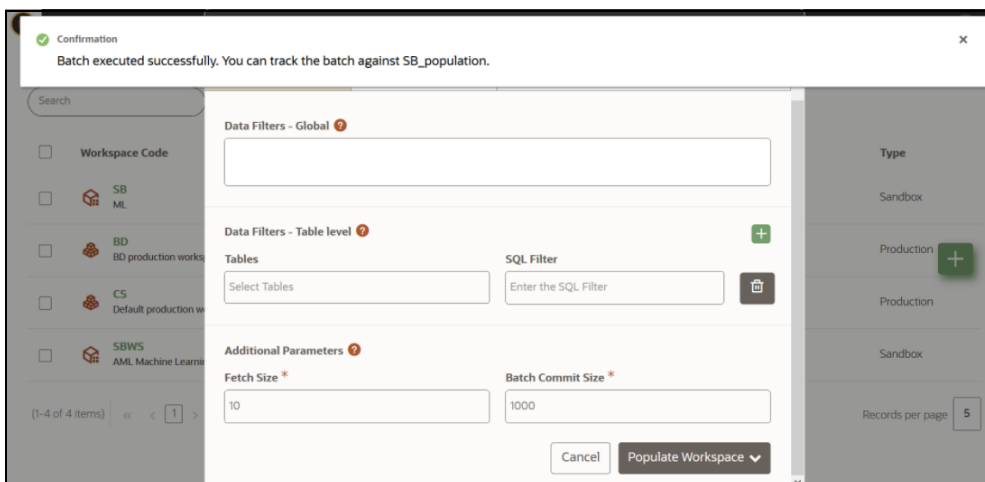 Confirmation
Batch executed successfully. You can track the batch against SB_population.
Search
Workspace Code
Type
SB
ML
Sandbox
BD
BD production works
Production
CS
Default production w
Production
SBWS
AML Machine Learnin
Sandbox
(1-4 of 4 items)
1
Records per page
5
Data Filters - Global
Data Filters - Table level
Tables
SQL Filter
Select Tables
Enter the SQL Filter
Additional Parameters
Fetch Size *
Batch Commit Size *
10
1000
Cancel
Populate Workspace